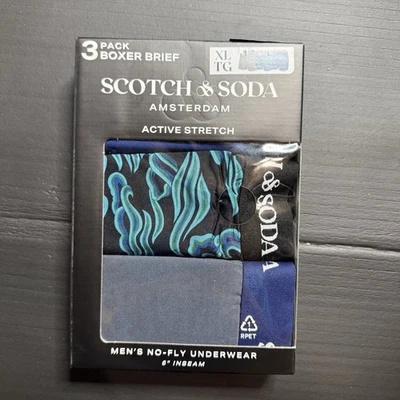 3 PACK
BOXER BRIEF
XL
TG
SCOTCH & SODA
AMSTERDAM
ACTIVE STRETCH
& SODA
A
1
RPET
MEN'S NO-FLY UNDERWEAR
6" INSEAM